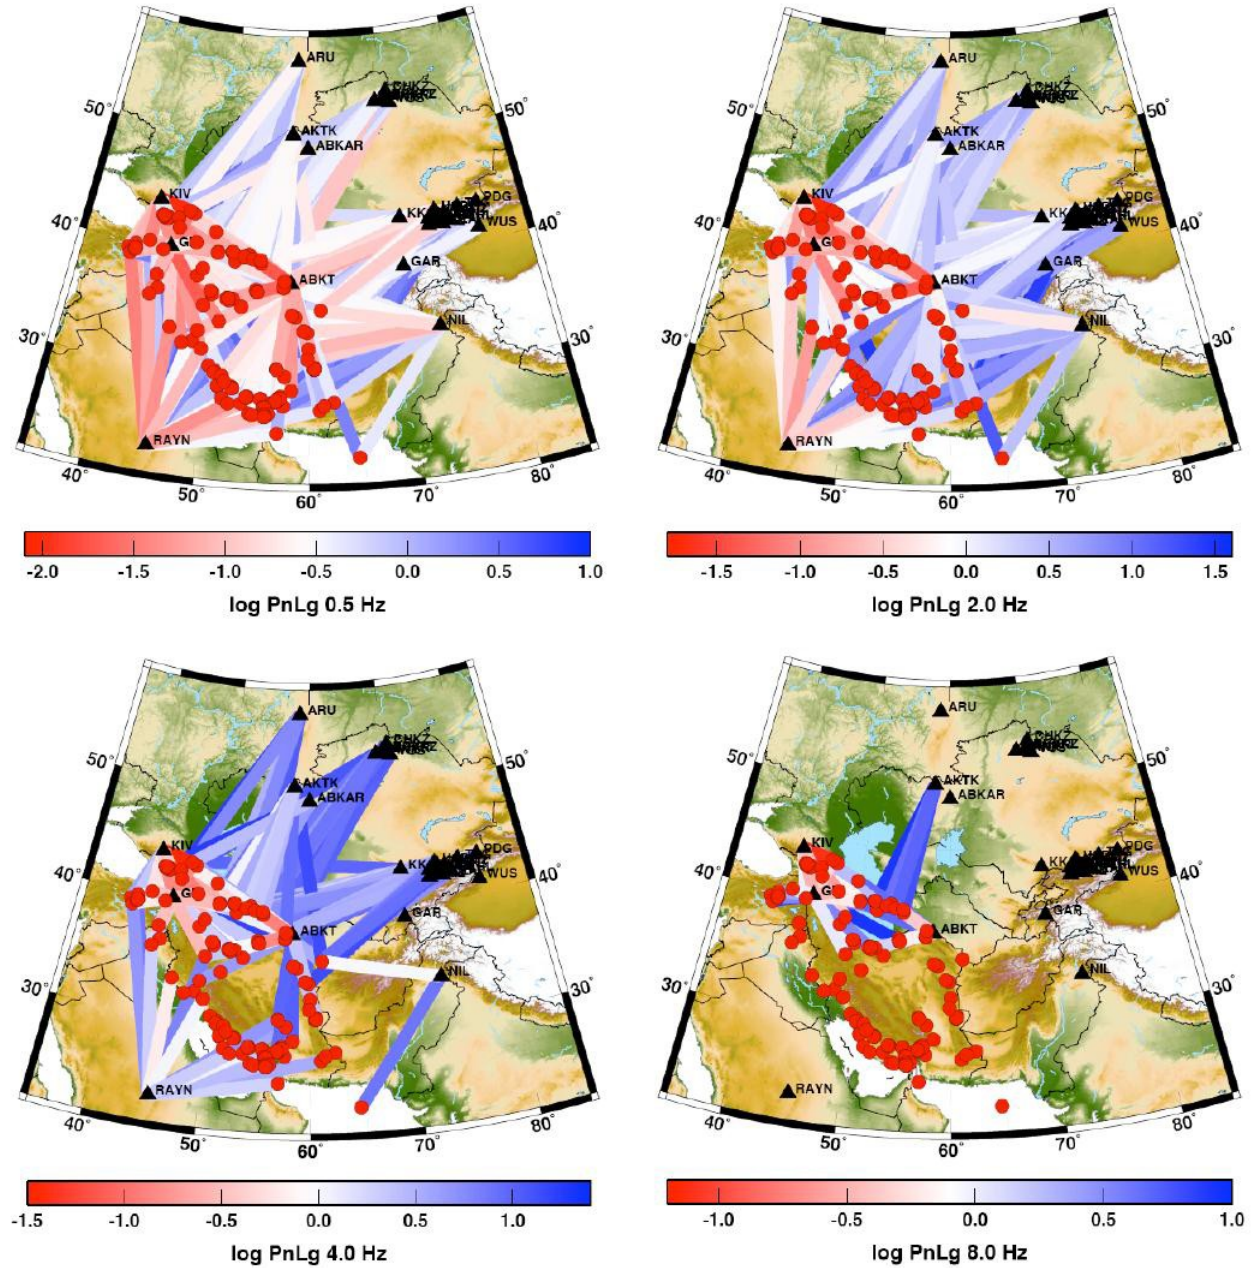 ARU
50°
50°
AKTK
ABKAR
KIV
PDG
KK
WUS
40°
40°
G
GAR
ABKT
NIL
30°
30°
RAYN
40°
50°
60°
70°
80°
-2.0 -1.5 -1.0 -0.5 0.0 0.5 1.0
log PnLg 0.5 Hz
ARU
50°
50°
AKTK
ABKAR
KIV
PDG
KK
WUS
40°
40°
G
GAR
ABKT
NIL
30°
30°
RAYN
40°
50°
60°
70°
80°
-1.5 -1.0 -0.5 0.0 0.5 1.0 1.5
log PnLg 2.0 Hz
ARU
50°
50°
AKTK
ABKAR
KIV
PDG
KK
WUS
40°
40°
G
GAR
ABKT
NIL
30°
30°
RAYN
40°
50°
60°
70°
80°
-1.5 -1.0 -0.5 0.0 0.5 1.0
log PnLg 4.0 Hz
ARU
50°
50°
AKTK
ABKAR
KIV
PDG
KK
WUS
40°
40°
G
GAR
ABKT
NIL
30°
30°
RAYN
40°
50°
60°
70°
80°
-1.0 -0.5 0.0 0.5 1.0
log PnLg 8.0 Hz